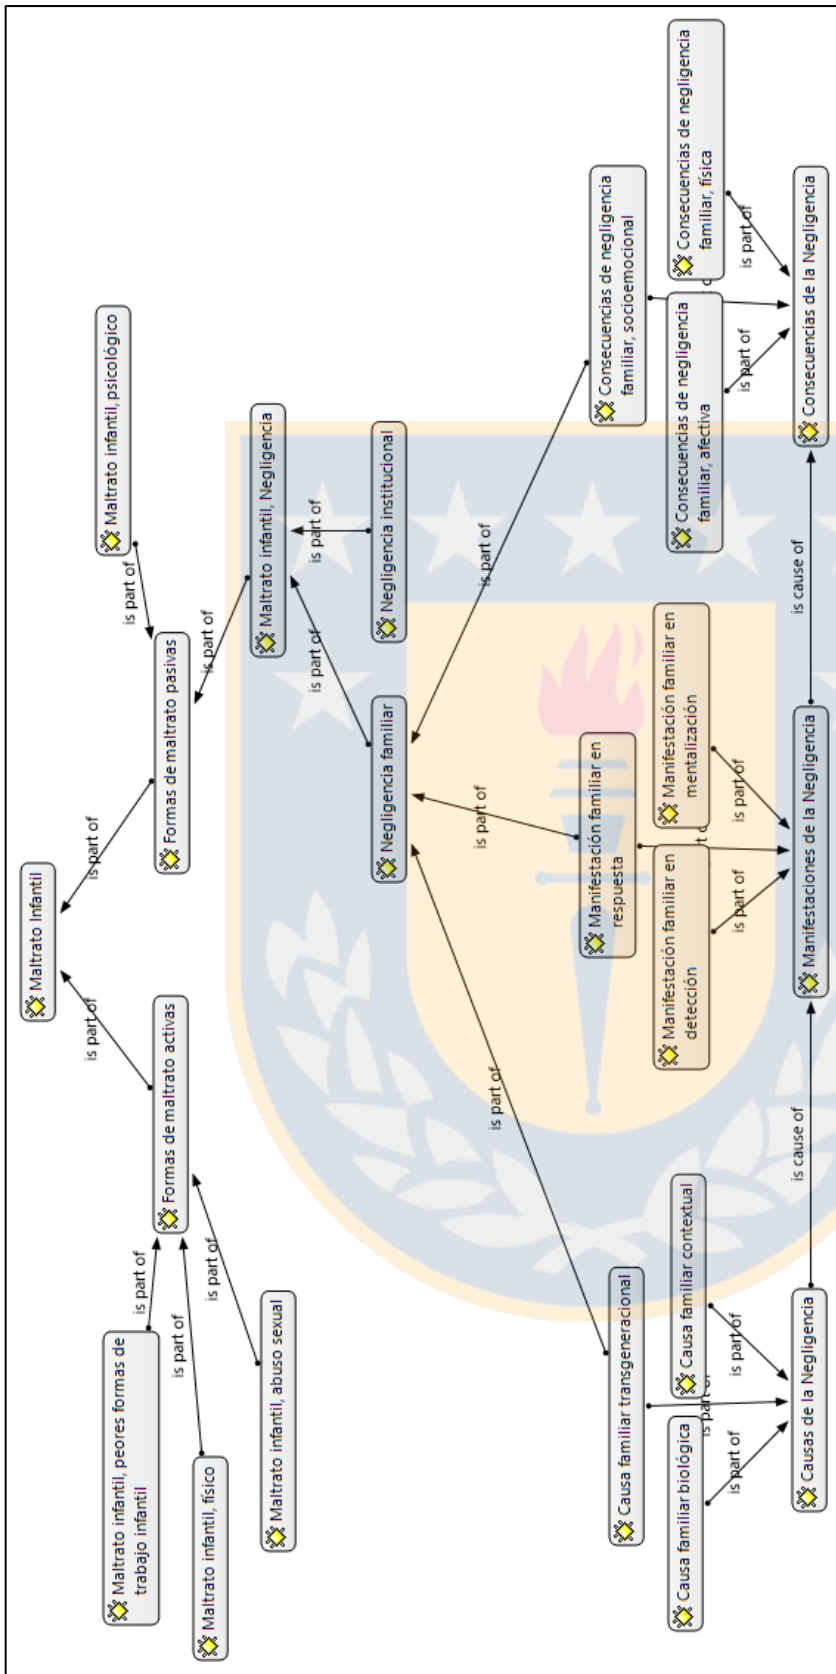 Maltrato Infantil
is part of
is part of
Formas de maltrato activas
Formas de maltrato pasivas
is part of
is part of
is part of
is part of
is part of
Maltrato infantil, peores formas de
trabajo infantil
Maltrato infantil, físico
Maltrato infantil, abuso sexual
Maltrato infantil, Negligencia
Maltrato infantil, psicológico
is part of
is part of
Negligencia familiar
Negligencia institucional
is part of
is part of
is part of
Causa familiar transgeneracional
Manifestación familiar en
respuesta
Consecuencias de negligencia
familiar, socioemocional
Causa familiar biológica
Causa familiar contextual
Manifestación familiar en
detección
Manifestación familiar en
mentalización
Consecuencias de negligencia
familiar, afectiva
Consecuencias de negligencia
familiar, física
is part of
is part of
is part of
is part of
is part of
is part of
is part of
Causas de la Negligencia
is cause of
Manifestaciones de la Negligencia
is cause of
Consecuencias de la Negligencia